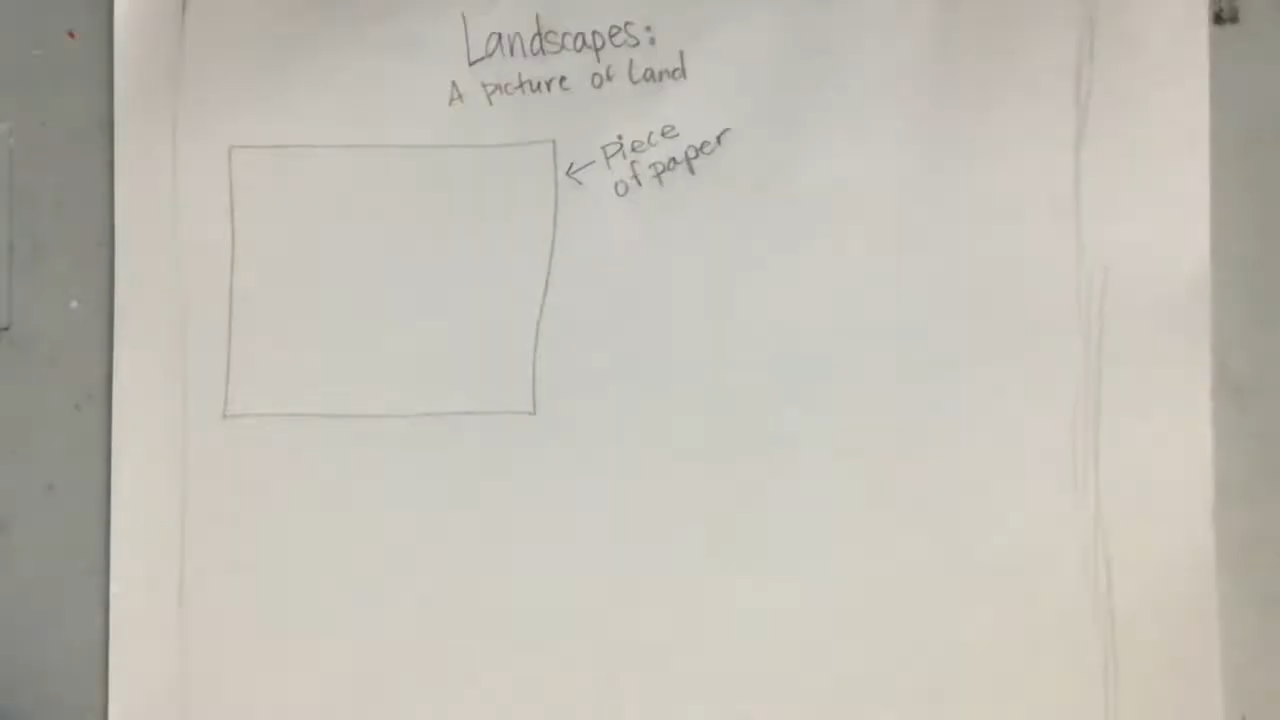 Landscapes:
A picture of Land
← Piece
of paper